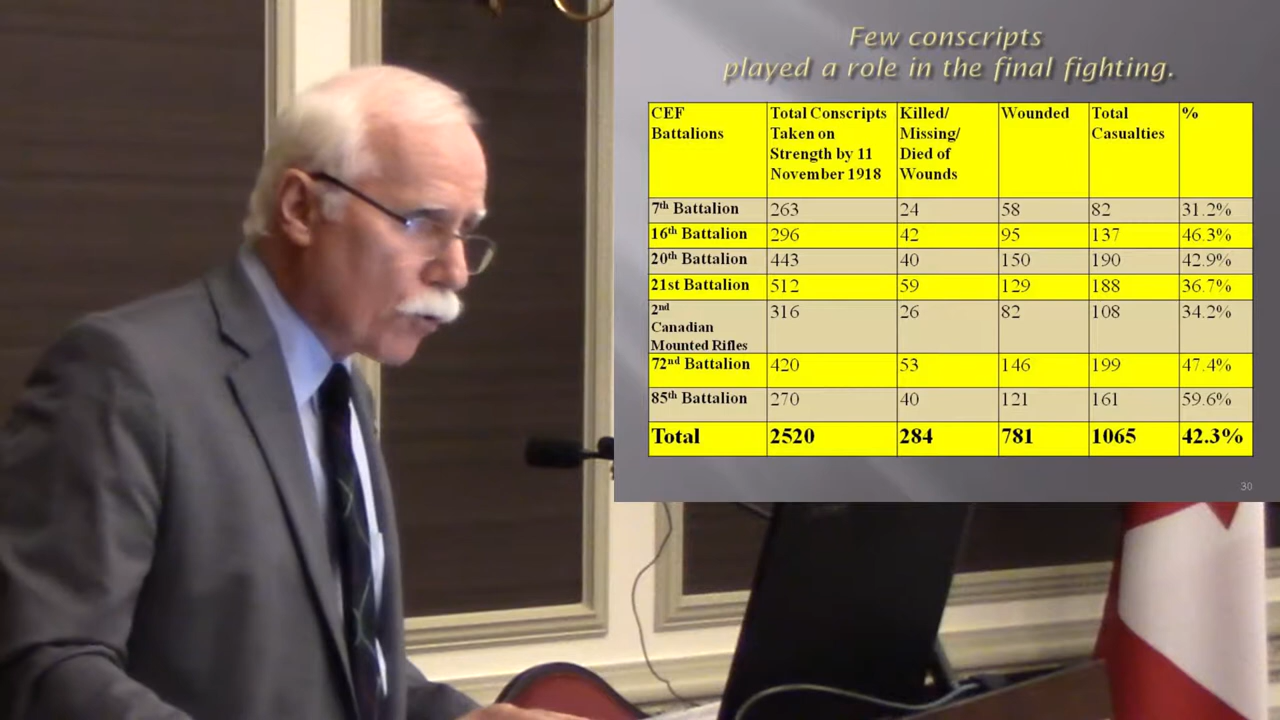 Few conscripts
played a role in the final fighting.
CEF Battalions | Total Conscripts Taken on Strength by 11 November 1918 | Killed/ Missing/ Died of Wounds | Wounded | Total Casualties | %
7th Battalion | 263 | 24 | 58 | 82 | 31.2%
16th Battalion | 296 | 42 | 95 | 137 | 46.3%
20th Battalion | 443 | 40 | 150 | 190 | 42.9%
21st Battalion | 512 | 59 | 129 | 188 | 36.7%
2nd Canadian Mounted Rifles | 316 | 26 | 82 | 108 | 34.2%
72nd Battalion | 420 | 53 | 146 | 199 | 47.4%
85th Battalion | 270 | 40 | 121 | 161 | 59.6%
Total | 2520 | 284 | 781 | 1065 | 42.3%
30